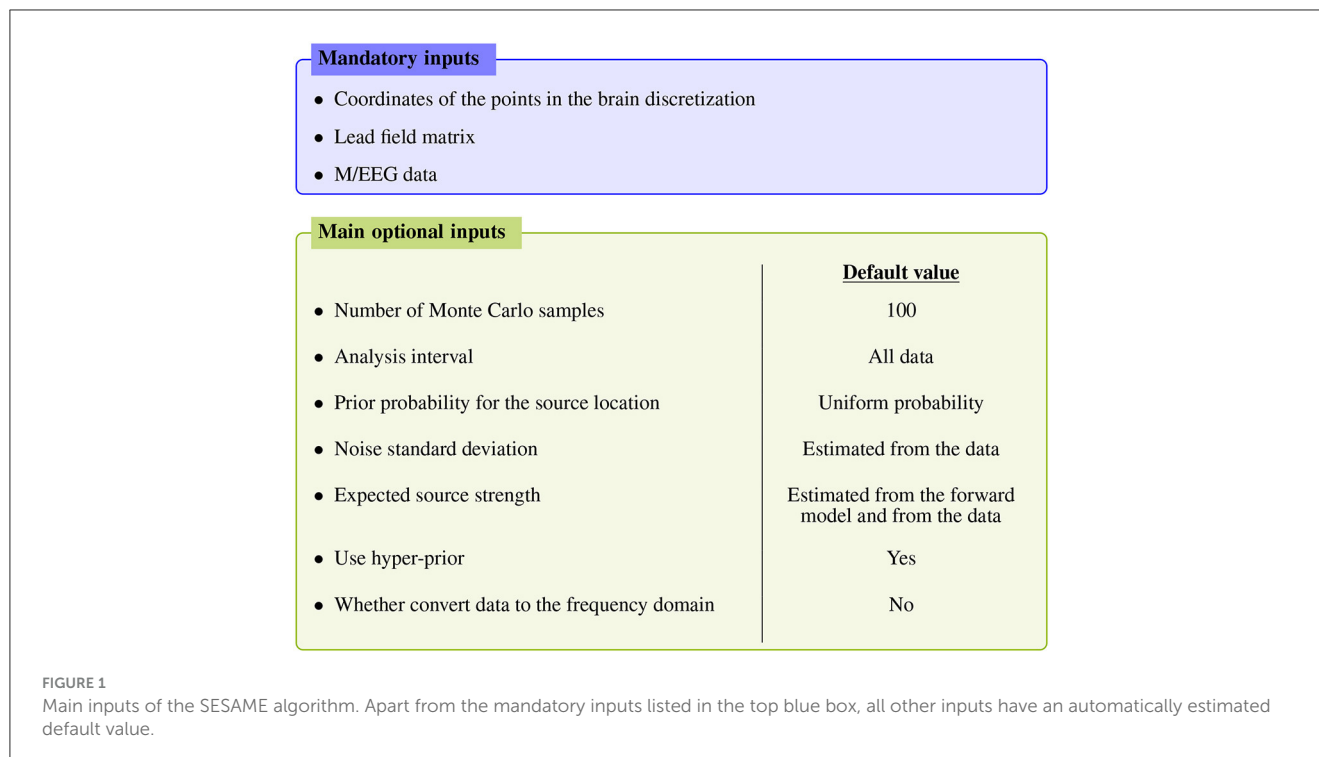 Mandatory inputs
• Coordinates of the points in the brain discretization
• Lead field matrix
• M/EEG data
Main optional inputs
Default value
• Number of Monte Carlo samples 100
• Analysis interval All data
• Prior probability for the source location Uniform probability
• Noise standard deviation Estimated from the data
• Expected source strength Estimated from the forward
model and from the data
• Use hyper-prior Yes
• Whether convert data to the frequency domain No
FIGURE 1
Main inputs of the SESAME algorithm. Apart from the mandatory inputs listed in the top blue box, all other inputs have an automatically estimated
default value.